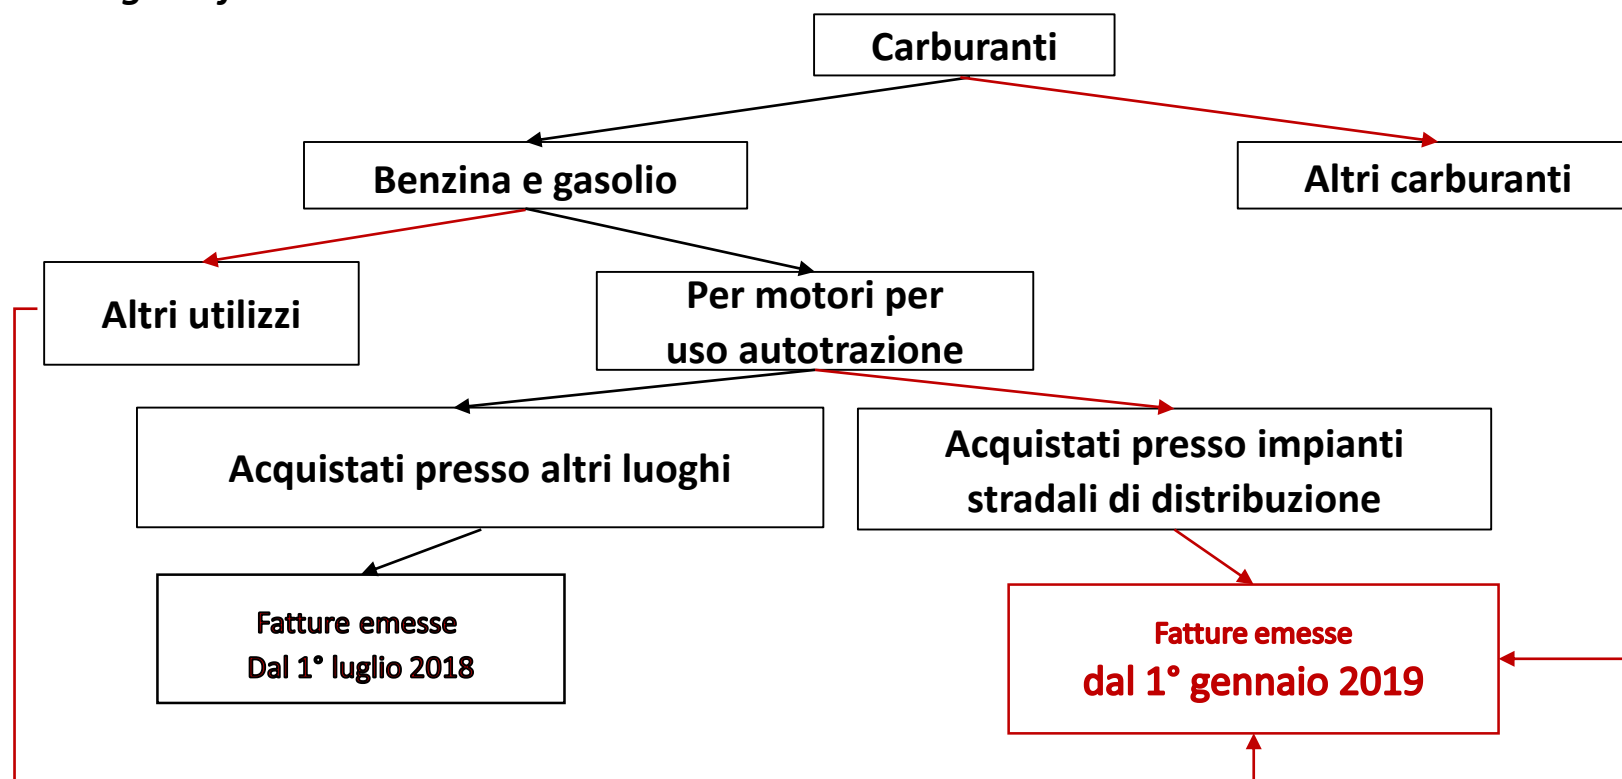 Carburanti
Benzina e gasolio
Altri carburanti
Altri utilizzi
Per motori per
uso autotrazione
Acquistati presso altri luoghi
Acquistati presso impianti
stradali di distribuzione
Fatture emesse
Dal 1° luglio 2018
Fatture emesse
dal 1° gennaio 2019